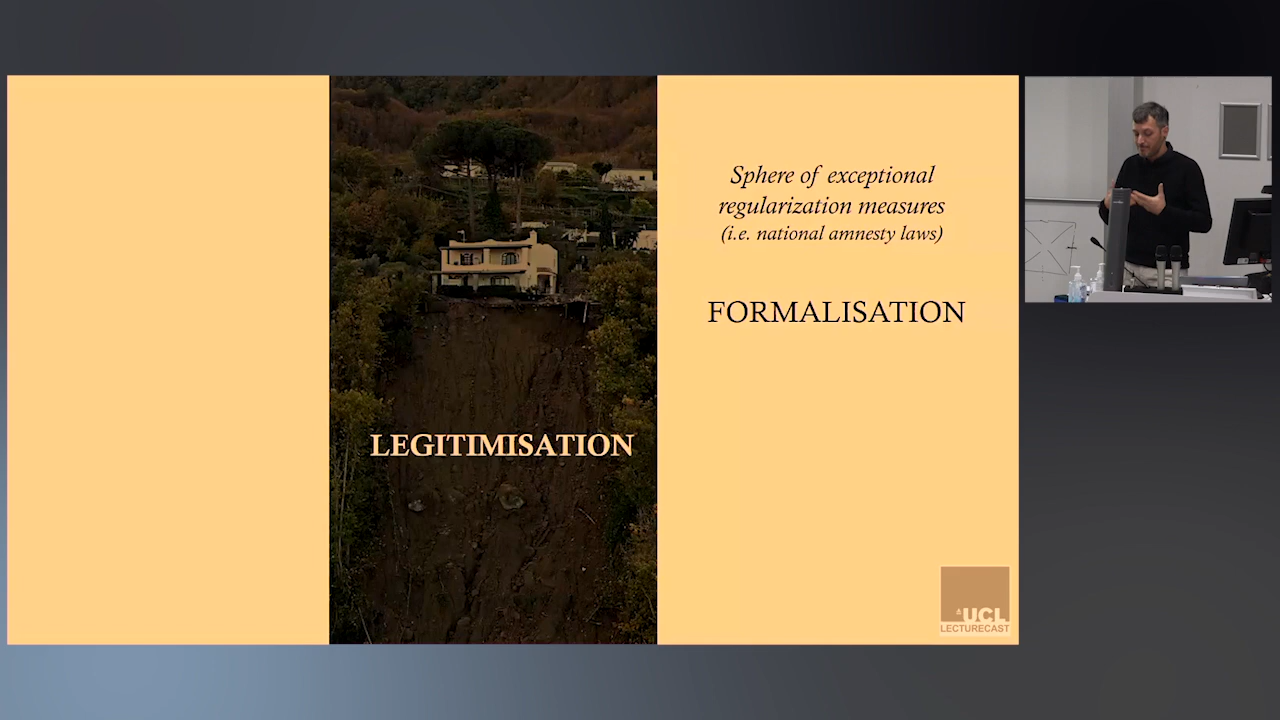 Sphere of exceptional
regularization measures
(i.e. national amnesty laws)
FORMALISATION
LEGITIMISATION
UCL
LECTURECAST